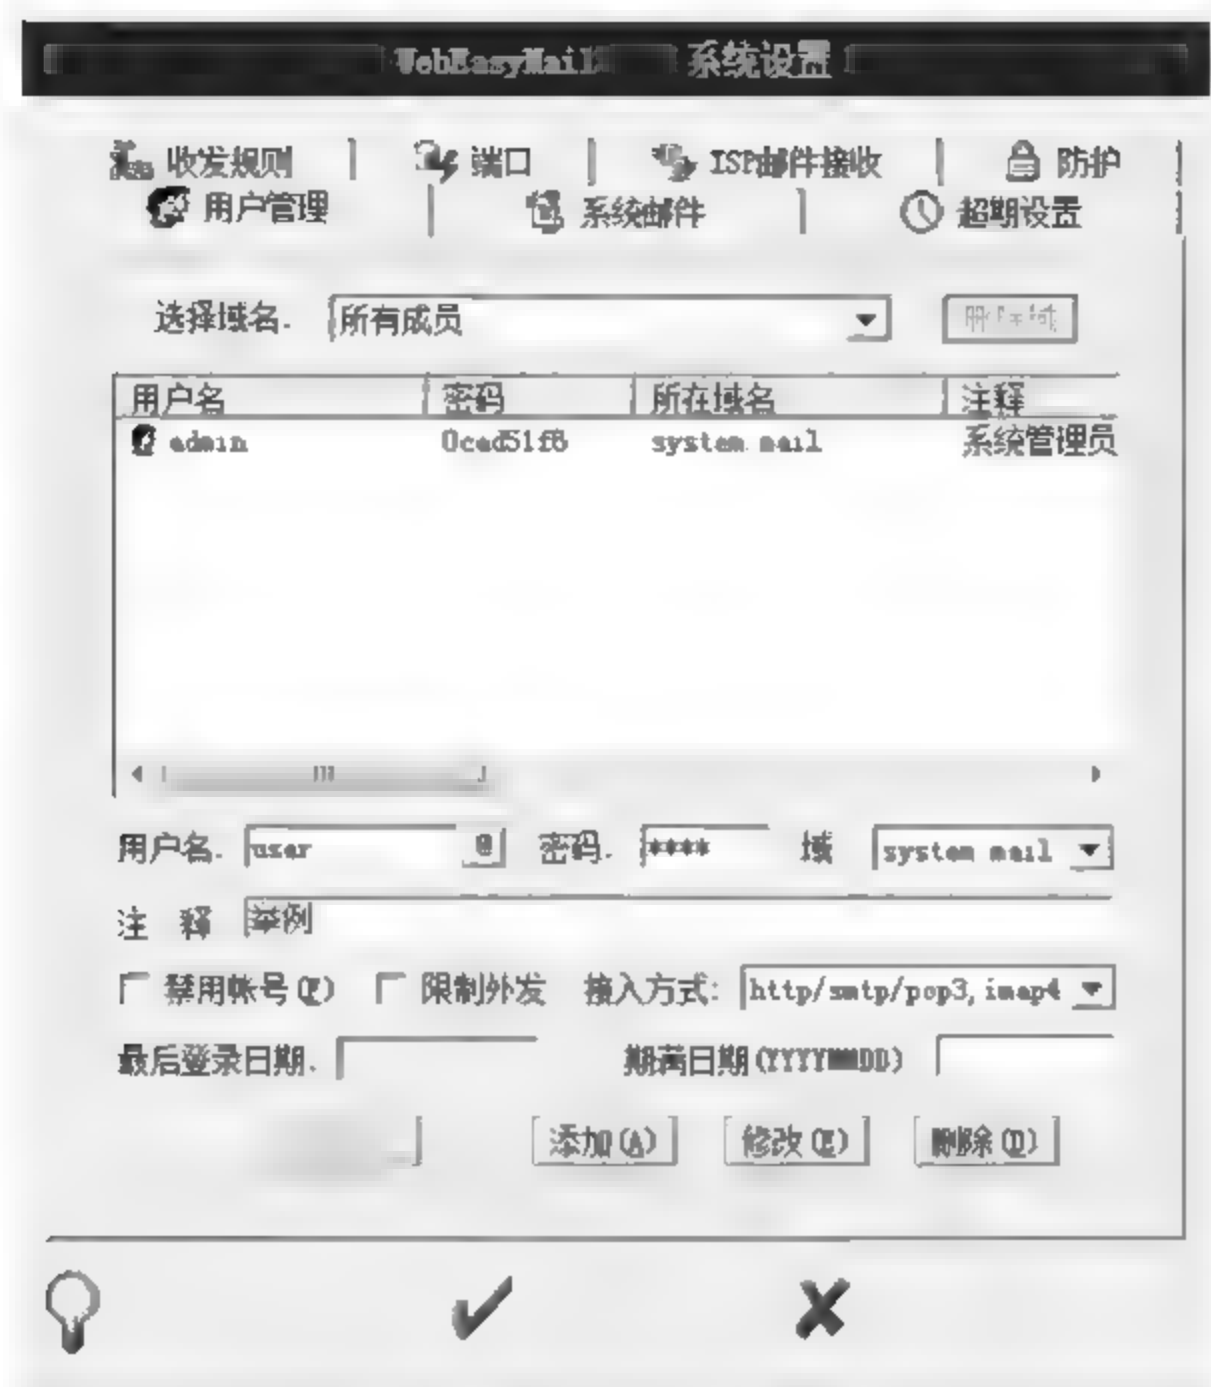 WebEasyMail 系统设置
收发规则 端口 ISP邮件接收 防护
用户管理 系统邮件 超期设置
选择域名. 所有成员
用户名 密码 所在域名 注释
admin system mail 系统管理员
用户名. user @ 密码. **** 域 system mail
注 释 举例
禁用帐号(F) 限制外发 接入方式: http/smtp/pop3,imap4
最后登录日期. 期满日期(YYYYMMDD)
添加(A) 修改(E) 删除(D)